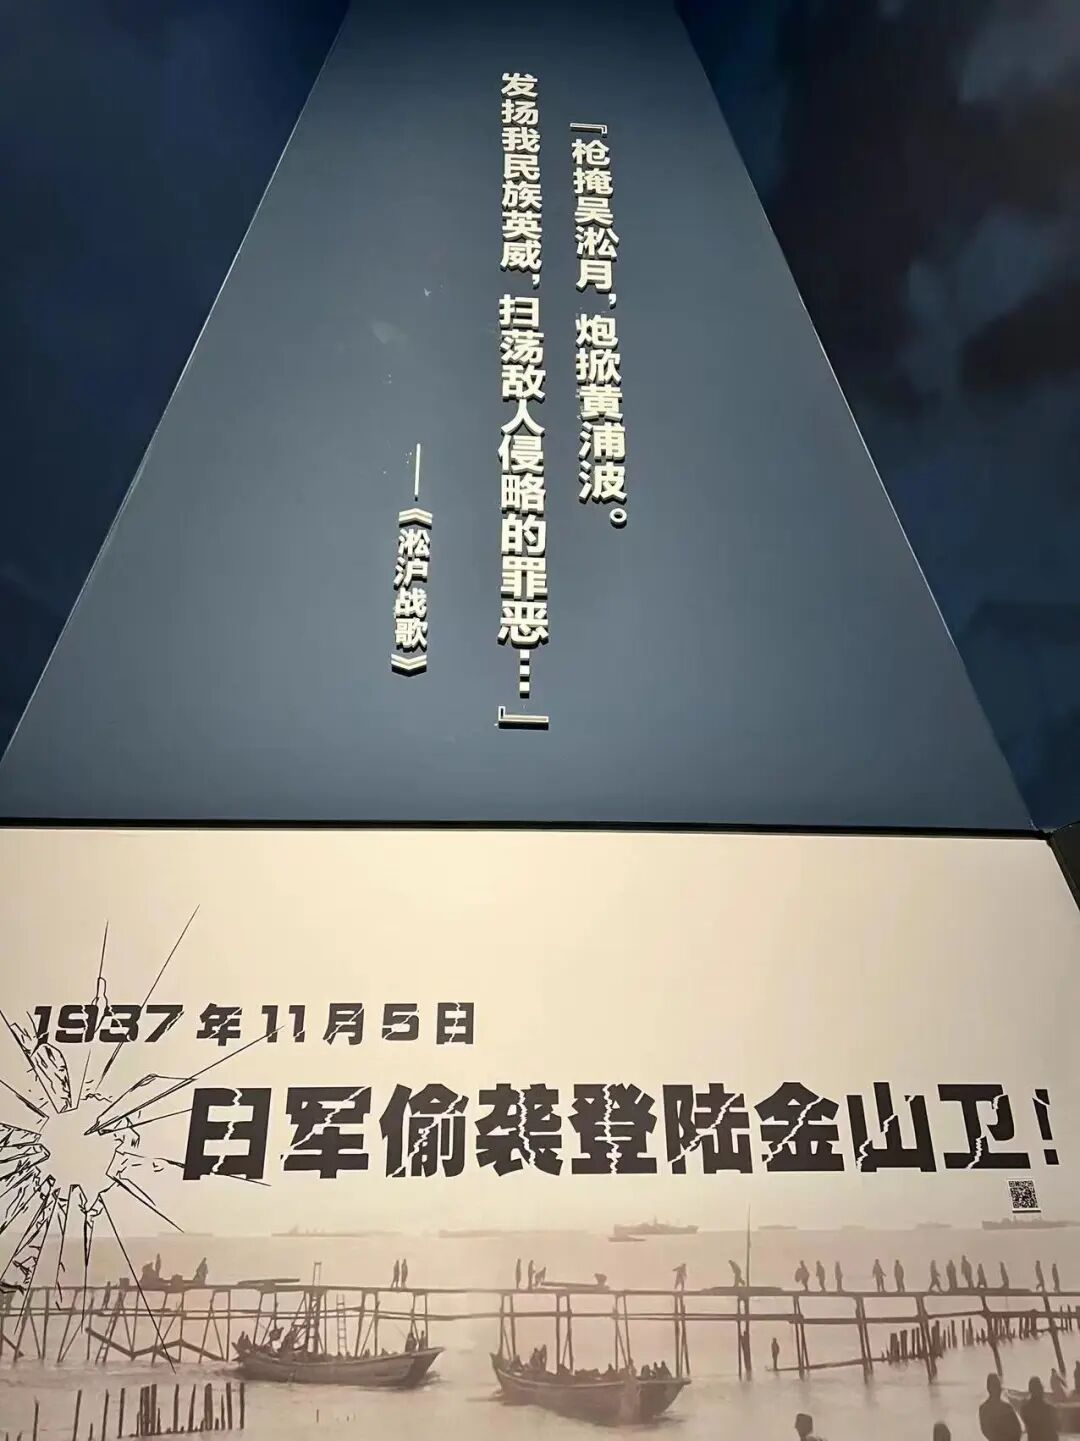 『枪掩吴淞月，炮掀黄浦波。
发扬我民族英威，扫荡敌人侵略的罪恶…』
——《淞沪战歌》
1937年11月5日
日军偷袭登陆金山卫！